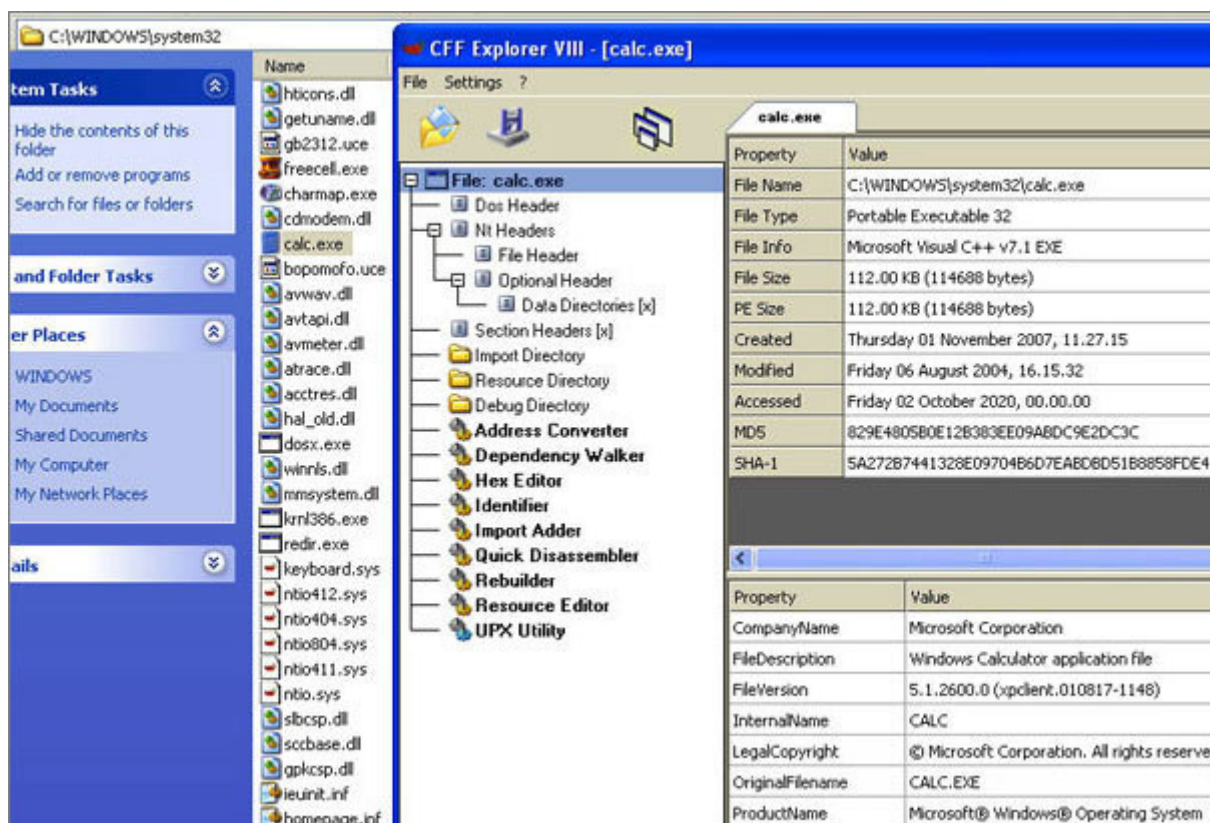 C:\WINDOWS\system32
tem Tasks
Hide the contents of this
folder
Add or remove programs
Search for files or folders
and Folder Tasks
er Places
WINDOWS
My Documents
Shared Documents
My Computer
My Network Places
ails
Name
hticons.dll
getuname.dll
gb2312.uce
freecell.exe
charmap.exe
cdmodem.dll
calc.exe
bopomofo.uce
avwav.dll
avtapi.dll
avmeter.dll
atrace.dll
acctres.dll
hal_old.dll
dosx.exe
winnls.dll
mmsystem.dll
krnl386.exe
redir.exe
keyboard.sys
ntio412.sys
ntio404.sys
ntio804.sys
ntio411.sys
ntio.sys
slbcsp.dll
sccbase.dll
gpkcsp.dll
ieuinit.inf
homepage.inf
CFF Explorer VIII - [calc.exe]
File Settings ?
File: calc.exe
Dos Header
Nt Headers
File Header
Optional Header
Data Directories [x]
Section Headers [x]
Import Directory
Resource Directory
Debug Directory
Address Converter
Dependency Walker
Hex Editor
Identifier
Import Adder
Quick Disassembler
Rebuilder
Resource Editor
UPX Utility
calc.exe
Property Value
File Name C:\WINDOWS\system32\calc.exe
File Type Portable Executable 32
File Info Microsoft Visual C++ v7.1 EXE
File Size 112.00 KB (114688 bytes)
PE Size 112.00 KB (114688 bytes)
Created Thursday 01 November 2007, 11.27.15
Modified Friday 06 August 2004, 16.15.32
Accessed Friday 02 October 2020, 00.00.00
MD5 829E4805B0E12B383EE09ABDC9E2DC3C
SHA-1 5A272B7441328E09704B6D7EABDBD51B8858FDE4
Property Value
CompanyName Microsoft Corporation
FileDescription Windows Calculator application file
FileVersion 5.1.2600.0 (xpclient.010817-1148)
InternalName CALC
LegalCopyright © Microsoft Corporation. All rights reserve
OriginalFilename CALC.EXE
ProductName Microsoft® Windows® Operating System